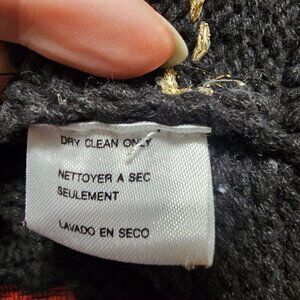 DRY CLEAN ONLY
NETTOYER A SEC
SEULEMENT
LAVADO EN SECO